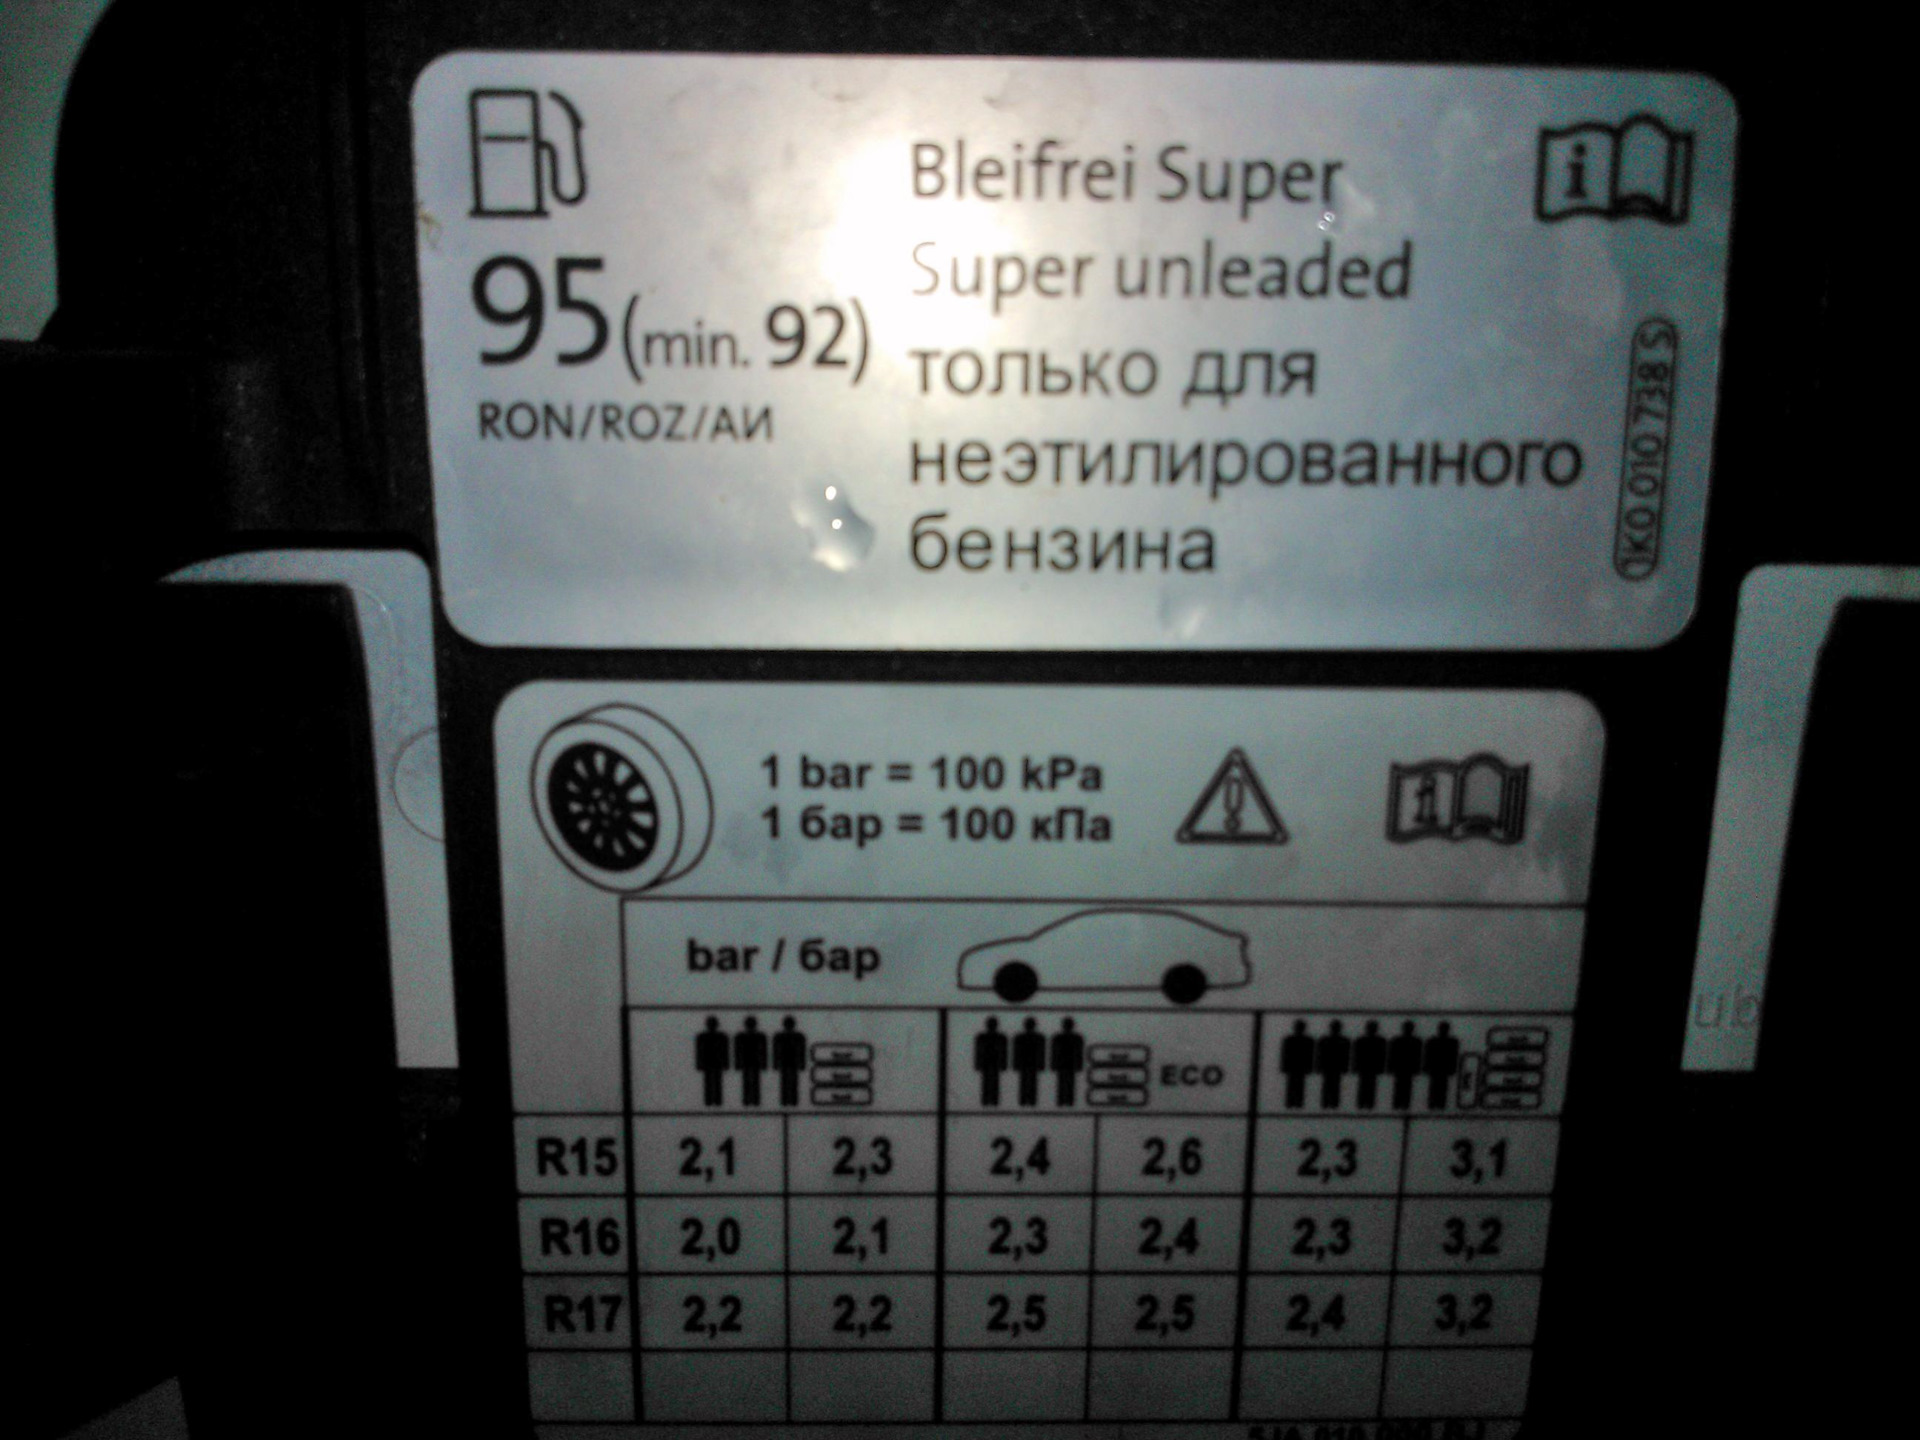 Bleifrei Super
Super unleaded
95 (min. 92)
RON/ROZ/АИ
только для
неэтилированного
бензина
1K0 010 738 S
1 bar = 100 kPa
1 бар = 100 кПа
bar / бар
ECO
R15 2,1 2,3 2,4 2,6 2,3 3,1
R16 2,0 2,1 2,3 2,4 2,3 3,2
R17 2,2 2,2 2,5 2,5 2,4 3,2